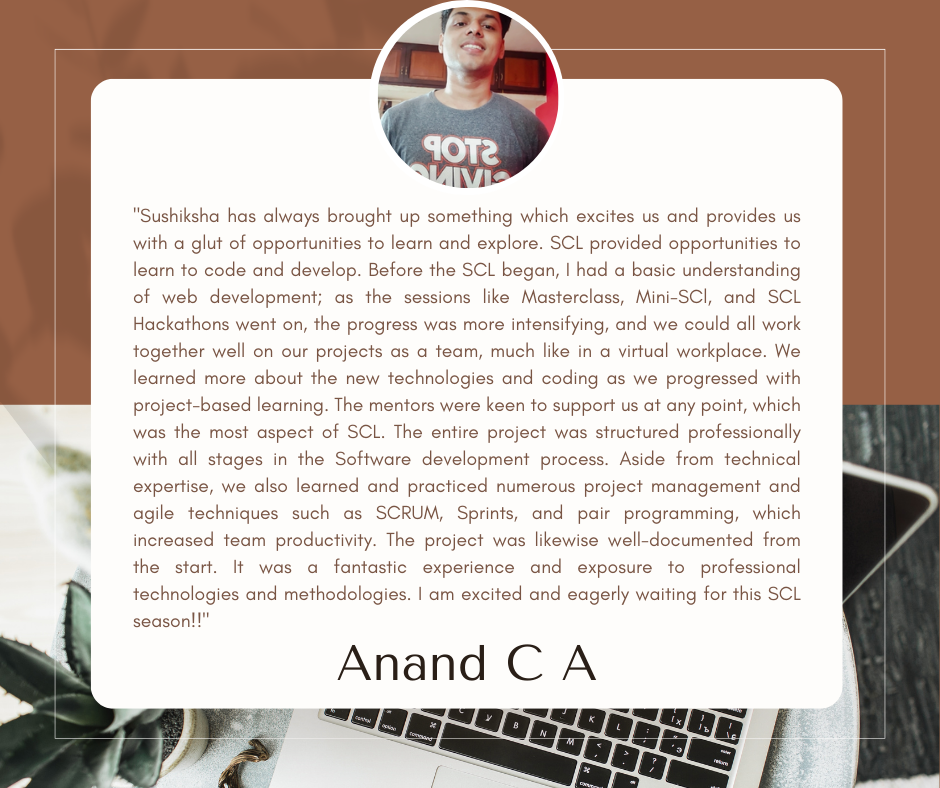 STOP
GIVING
"Sushiksha has always brought up something which excites us and provides us
with a glut of opportunities to learn and explore. SCL provided opportunities to
learn to code and develop. Before the SCL began, I had a basic understanding
of web development; as the sessions like Masterclass, Mini-SCl, and SCL
Hackathons went on, the progress was more intensifying, and we could all work
together well on our projects as a team, much like in a virtual workplace. We
learned more about the new technologies and coding as we progressed with
project-based learning. The mentors were keen to support us at any point, which
was the most aspect of SCL. The entire project was structured professionally
with all stages in the Software development process. Aside from technical
expertise, we also learned and practiced numerous project management and
agile techniques such as SCRUM, Sprints, and pair programming, which
increased team productivity. The project was likewise well-documented from
the start. It was a fantastic experience and exposure to professional
technologies and methodologies. I am excited and eagerly waiting for this SCL
season!!"
Anand C A
control option command
command option